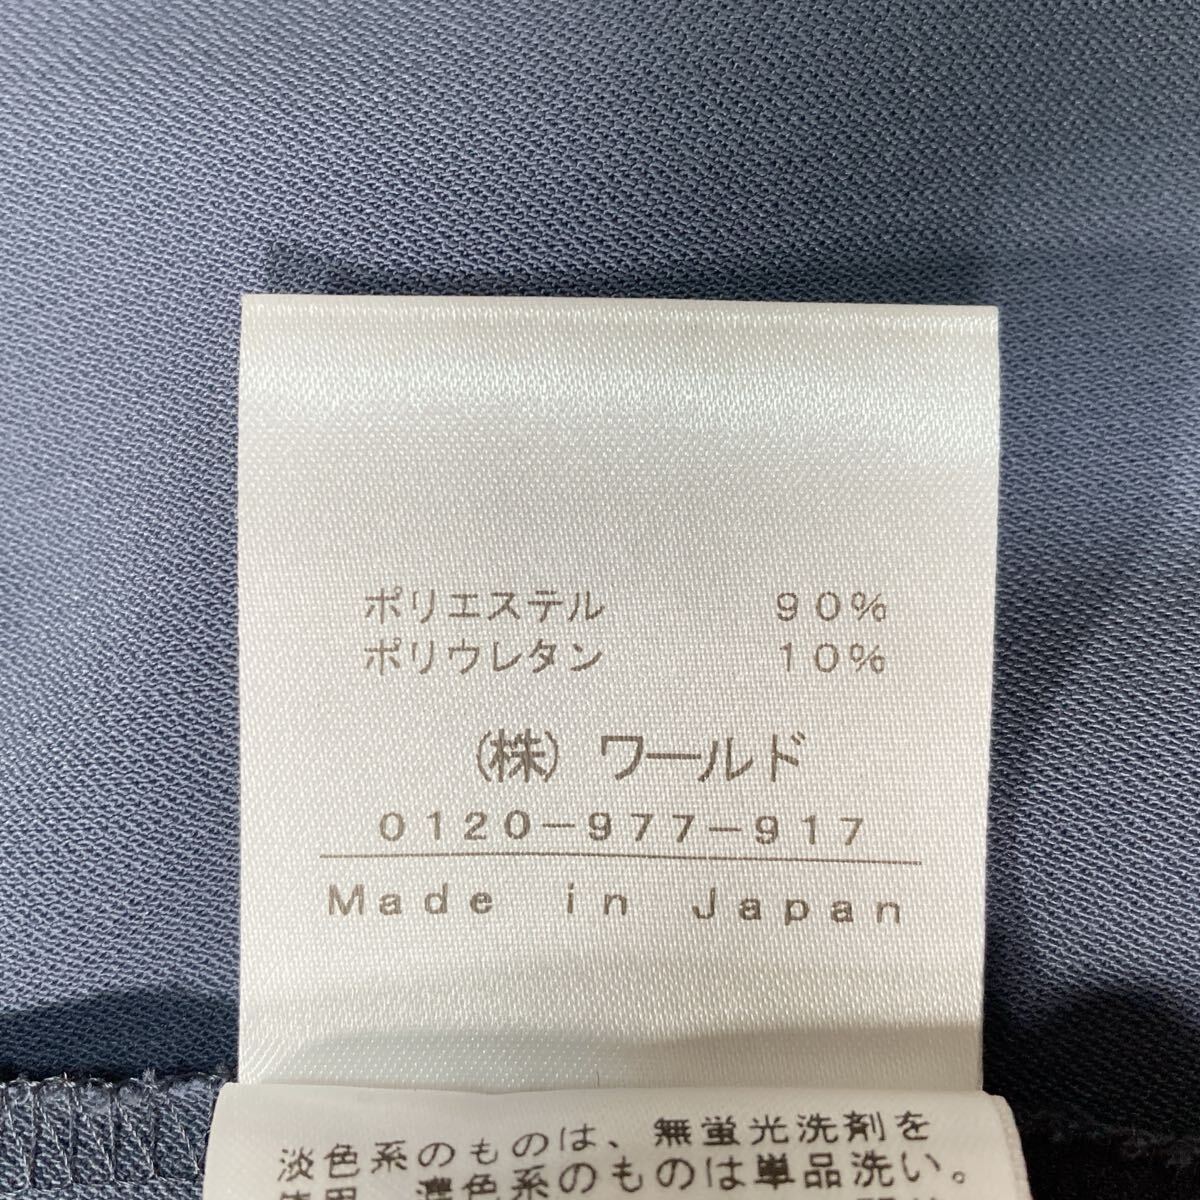 ポリエステル 90%
ポリウレタン 10%
(株) ワールド
0120-977-917
Made in Japan
淡色系のものは、無蛍光洗剤を
使用、濃色系のものは単品洗い。